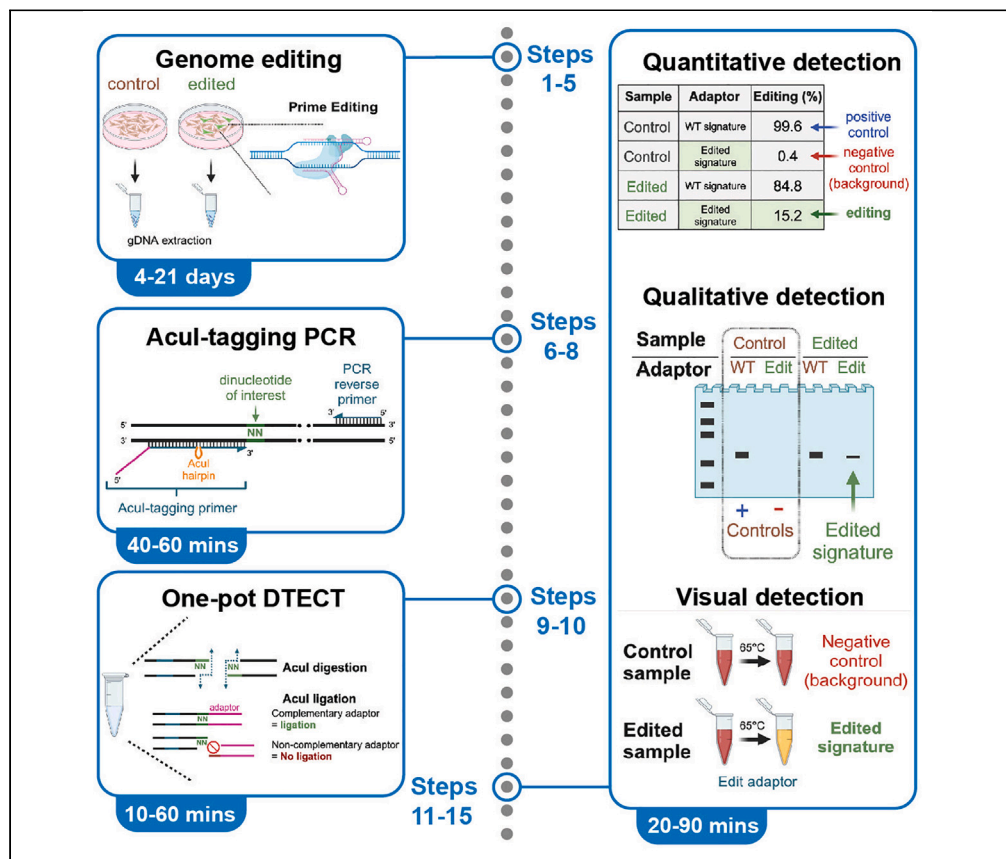 Genome editing
control
edited
Prime Editing
gDNA extraction
4-21 days
Steps
1-5
AcuI-tagging PCR
dinucleotide
of interest
PCR
reverse
primer
3'
5'
5'
NN
3'
3'
5'
3'
AcuI
hairpin
5'
AcuI-tagging primer
40-60 mins
Steps
6-8
One-pot DTECT
NN
NN
AcuI digestion
AcuI ligation
adaptor
NN
Complementary adaptor
= ligation
NN
Non-complementary adaptor
= No ligation
10-60 mins
Steps
9-10
Steps
11-15
Quantitative detection
Sample Adaptor Editing (%)
Control WT signature 99.6
positive
control
Control Edited
signature 0.4
negative
control
(background)
Edited WT signature 84.8
Edited Edited
signature 15.2
editing
Qualitative detection
Sample Control Edited
Adaptor WT Edit WT Edit
+ −
Controls
Edited
signature
Visual detection
Control
sample
65°C
Negative
control
(background)
Edited
sample
65°C
Edited
signature
Edit adaptor
20-90 mins